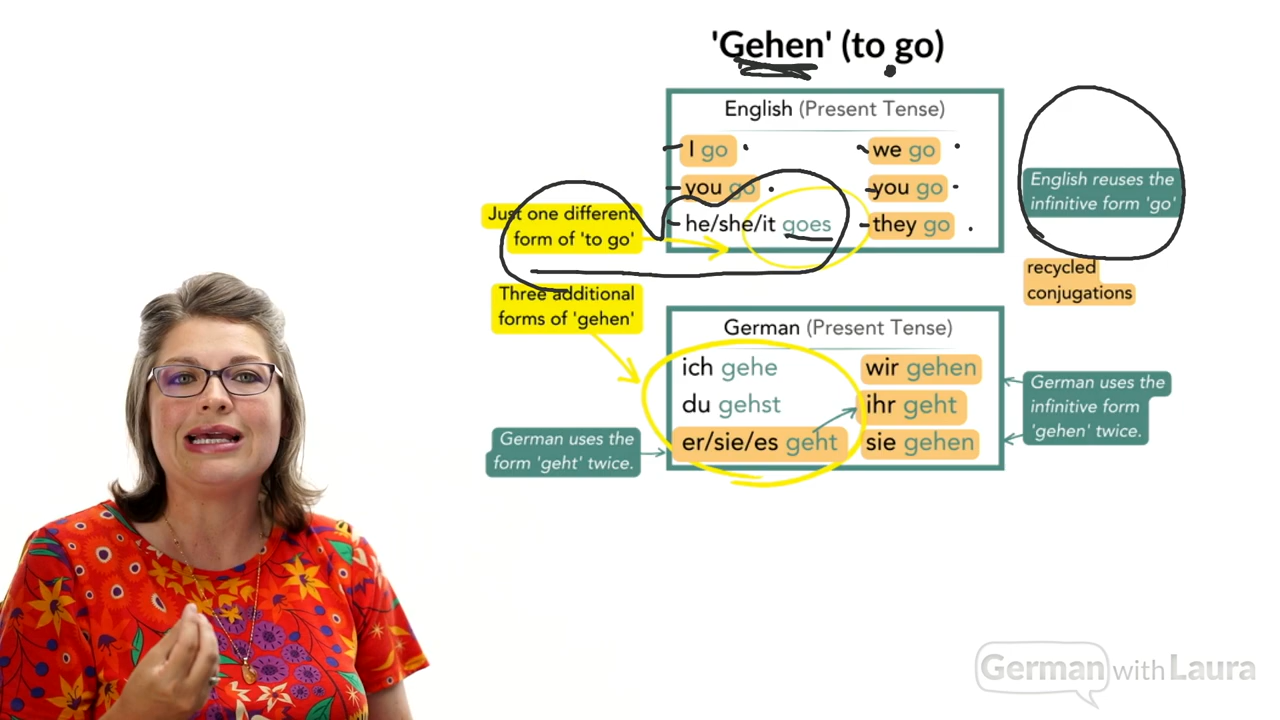 'Gehen' (to go)
English (Present Tense)
I go
we go
you go
you go
he/she/it goes
they go
Just one different
form of 'to go'
English reuses the
infinitive form 'go'
recycled
conjugations
Three additional
forms of 'gehen'
German (Present Tense)
ich gehe
wir gehen
du gehst
ihr geht
er/sie/es geht
sie gehen
German uses the
form 'geht' twice.
German uses the
infinitive form
'gehen' twice.
German with Laura